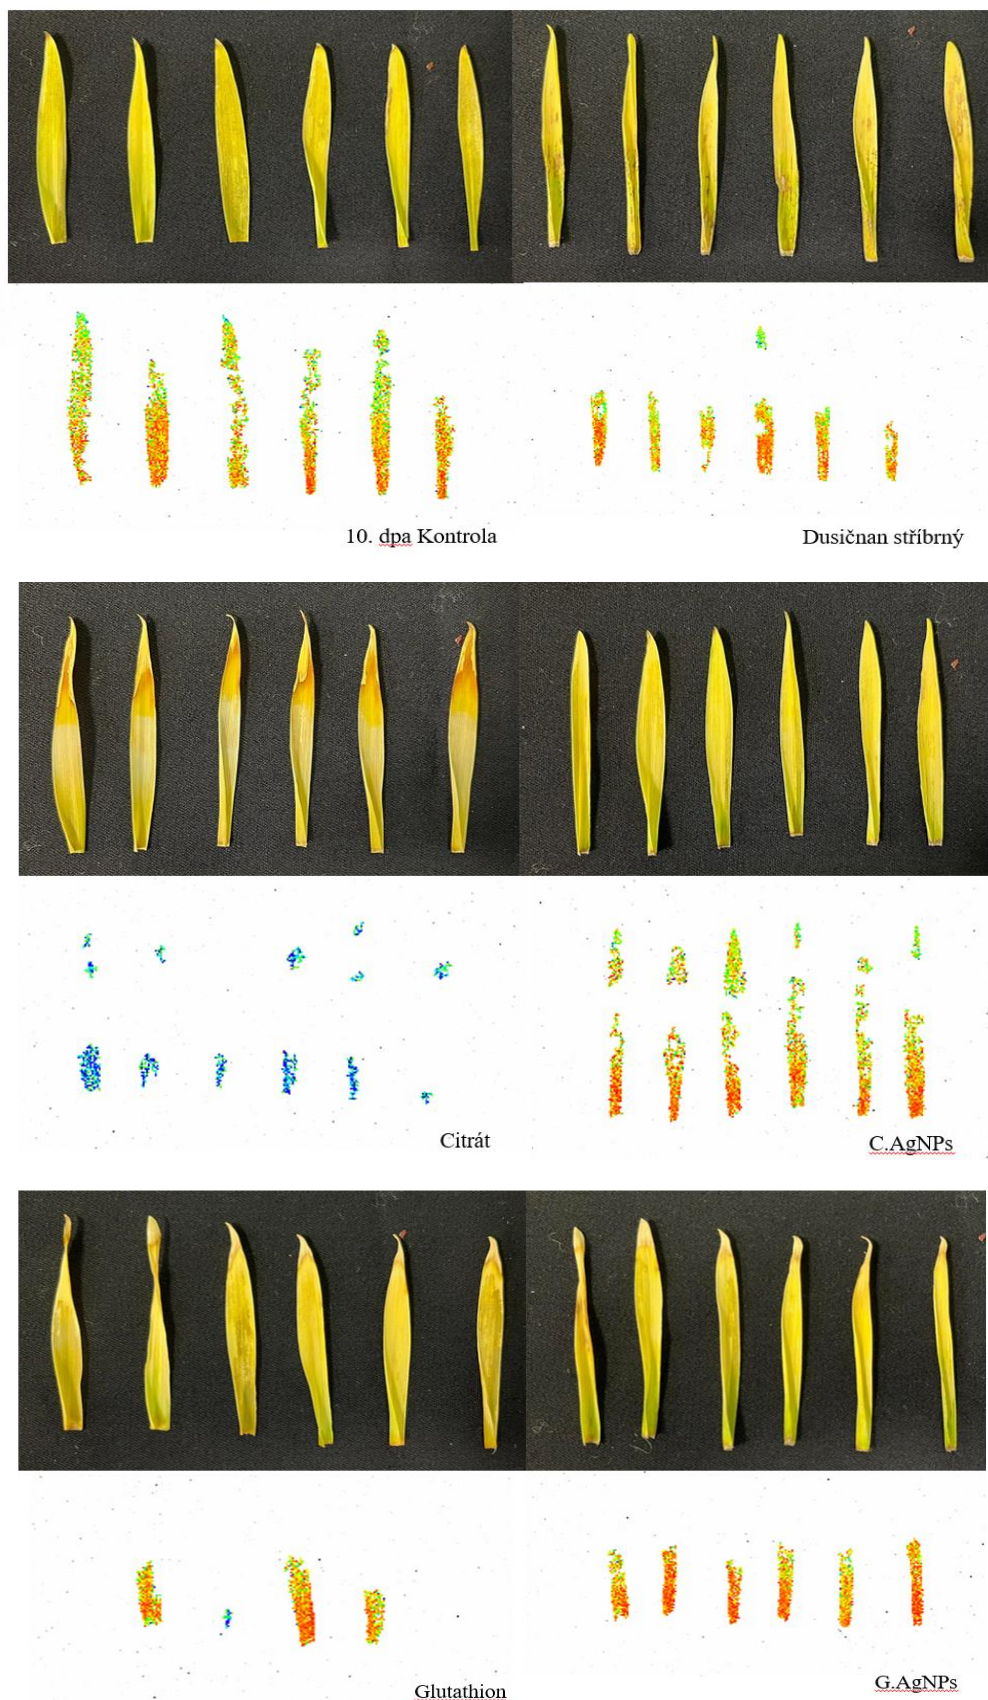 10. dpa Kontrola
Dusičnan stříbrný
Citrát
C.AgNPs
Glutathion
G.AgNPs